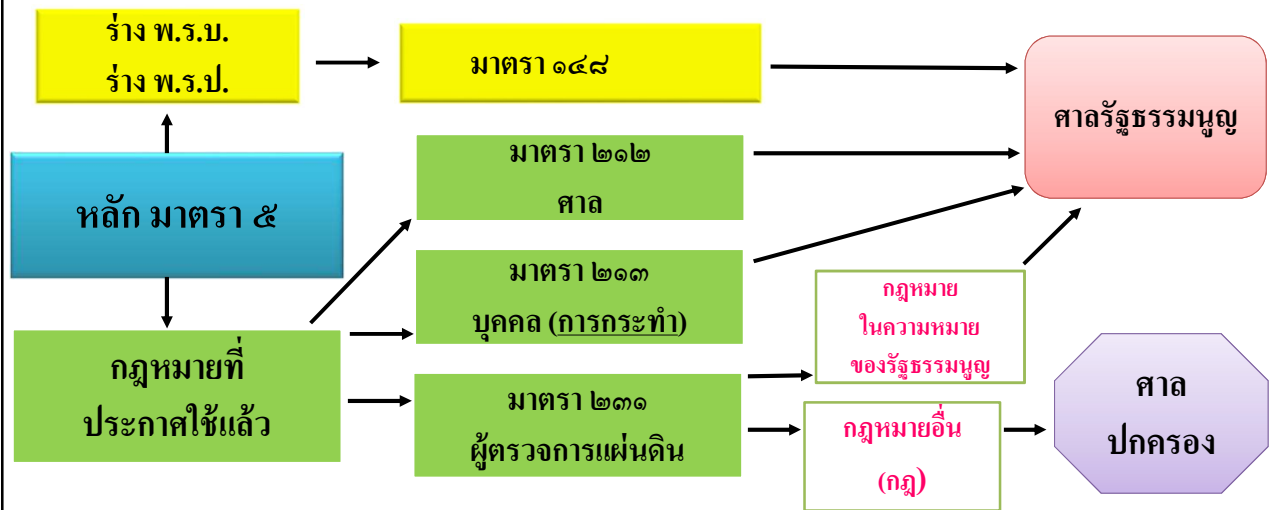 ร่าง พ.ร.บ.
ร่าง พ.ร.ป.
มาตรา ๑๔๘
ศาลรัฐธรรมนูญ
หลัก มาตรา ๕
มาตรา ๒๑๒
ศาล
มาตรา ๒๑๓
บุคคล (การกระทำ)
กฎหมาย
ในความหมาย
ของรัฐธรรมนูญ
กฎหมายที่
ประกาศใช้แล้ว
มาตรา ๒๓๑
ผู้ตรวจการแผ่นดิน
กฎหมายอื่น
(กฎ)
ศาล
ปกครอง